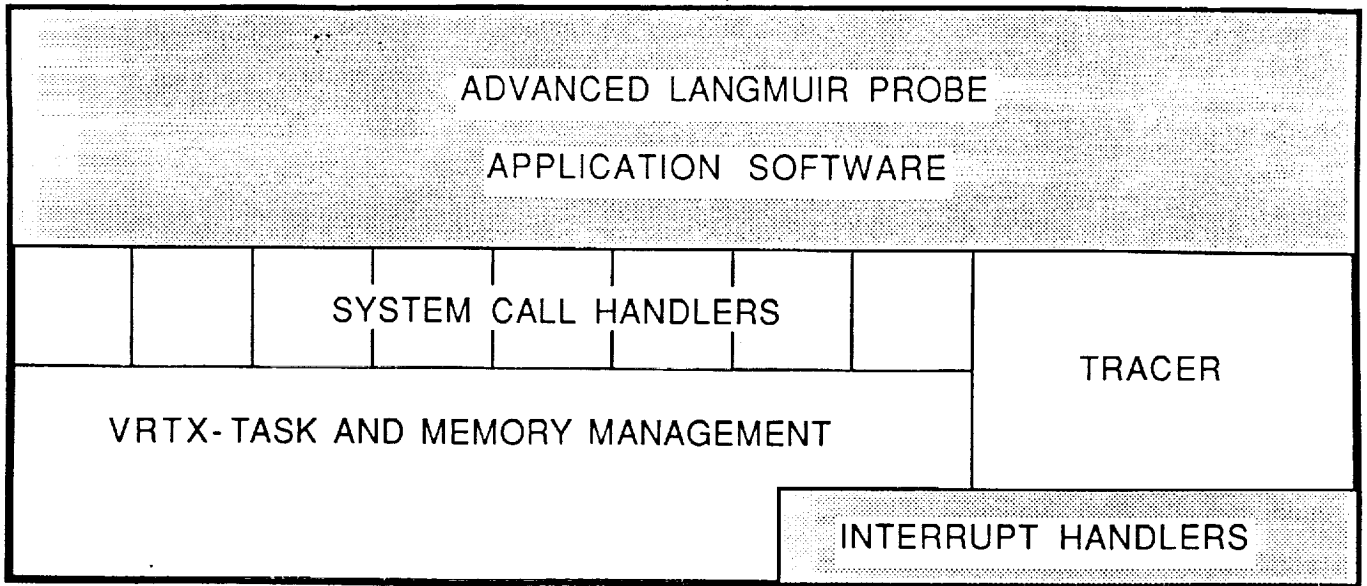 ADVANCED LANGMUIR PROBE
APPLICATION SOFTWARE
SYSTEM CALL HANDLERS
TRACER
VRTX-TASK AND MEMORY MANAGEMENT
INTERRUPT HANDLERS